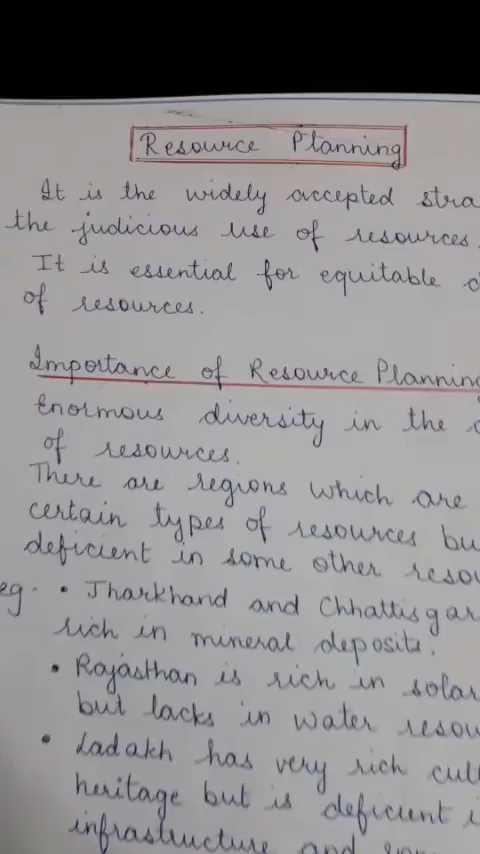 Resource Planning
It is the widely accepted stra
the judicious use of resources.
It is essential for equitable
of resources.
Importance of Resource Planning
Enormous diversity in the
of resources.
There are regions which are
certain types of resources bu
deficient in some other resou
eg. • Jharkhand and Chhattisgar
rich in mineral deposits.
• Rajasthan is rich in solar
but lacks in water resou
• Ladakh has very rich cul
heritage but is deficient i
infrastructure and